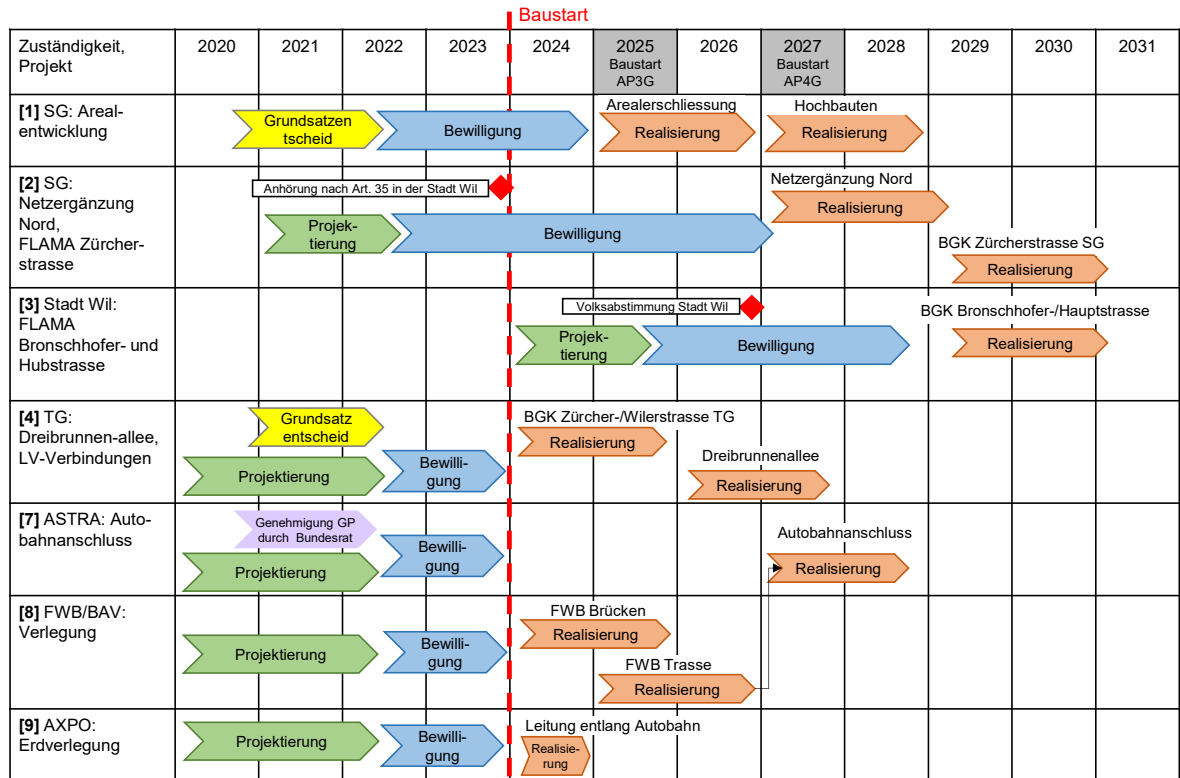 Baustart
Zuständigkeit,
Projekt
2020
2021
2022
2023
2024
2025
Baustart
AP3G
2026
2027
Baustart
AP4G
2028
2029
2030
2031
[1] SG: Areal-
entwicklung
Grundsatzen
tscheid
Bewilligung
Arealerschliessung
Realisierung
Hochbauten
Realisierung
[2] SG:
Netzergänzung
Nord,
FLAMA Zürcher-
strasse
Anhörung nach Art. 35 in der Stadt Wil
Projek-
tierung
Bewilligung
Netzergänzung Nord
Realisierung
BGK Zürcherstrasse SG
Realisierung
[3] Stadt Wil:
FLAMA
Bronschhofer- und
Hubstrasse
Volksabstimmung Stadt Wil
Projek-
tierung
Bewilligung
BGK Bronschhofer-/Hauptstrasse
Realisierung
[4] TG:
Dreibrunnen-allee,
LV-Verbindungen
Grundsatz
entscheid
Projektierung
Bewilli-
gung
BGK Zürcher-/Wilerstrasse TG
Realisierung
Dreibrunnenallee
Realisierung
[7] ASTRA: Auto-
bahnanschluss
Genehmigung GP
durch Bundesrat
Projektierung
Bewilli-
gung
Autobahnanschluss
Realisierung
[8] FWB/BAV:
Verlegung
Projektierung
Bewilli-
gung
FWB Brücken
Realisierung
FWB Trasse
Realisierung
[9] AXPO:
Erdverlegung
Projektierung
Bewilli-
gung
Leitung entlang Autobahn
Realisie-
rung